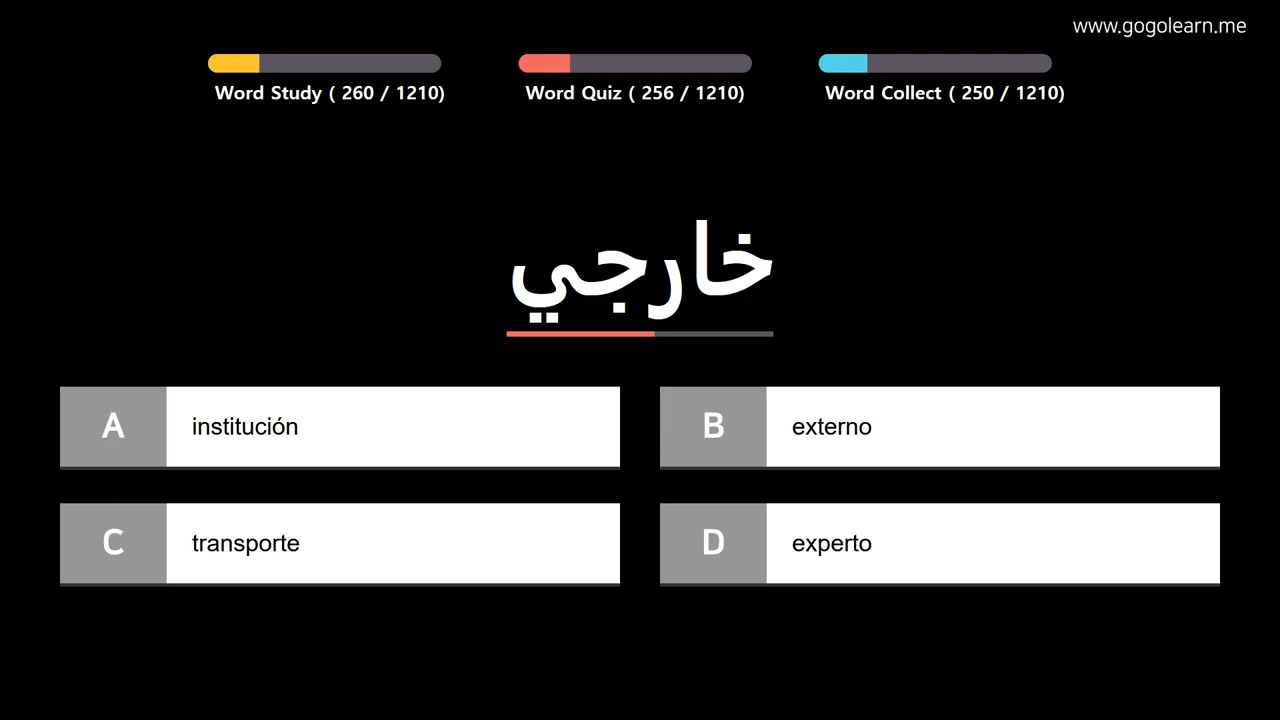 www.gogolearn.me
Word Study ( 260 / 1210)
Word Quiz ( 256 / 1210)
Word Collect ( 250 / 1210)
خارجي
A institución
B externo
C transporte
D experto